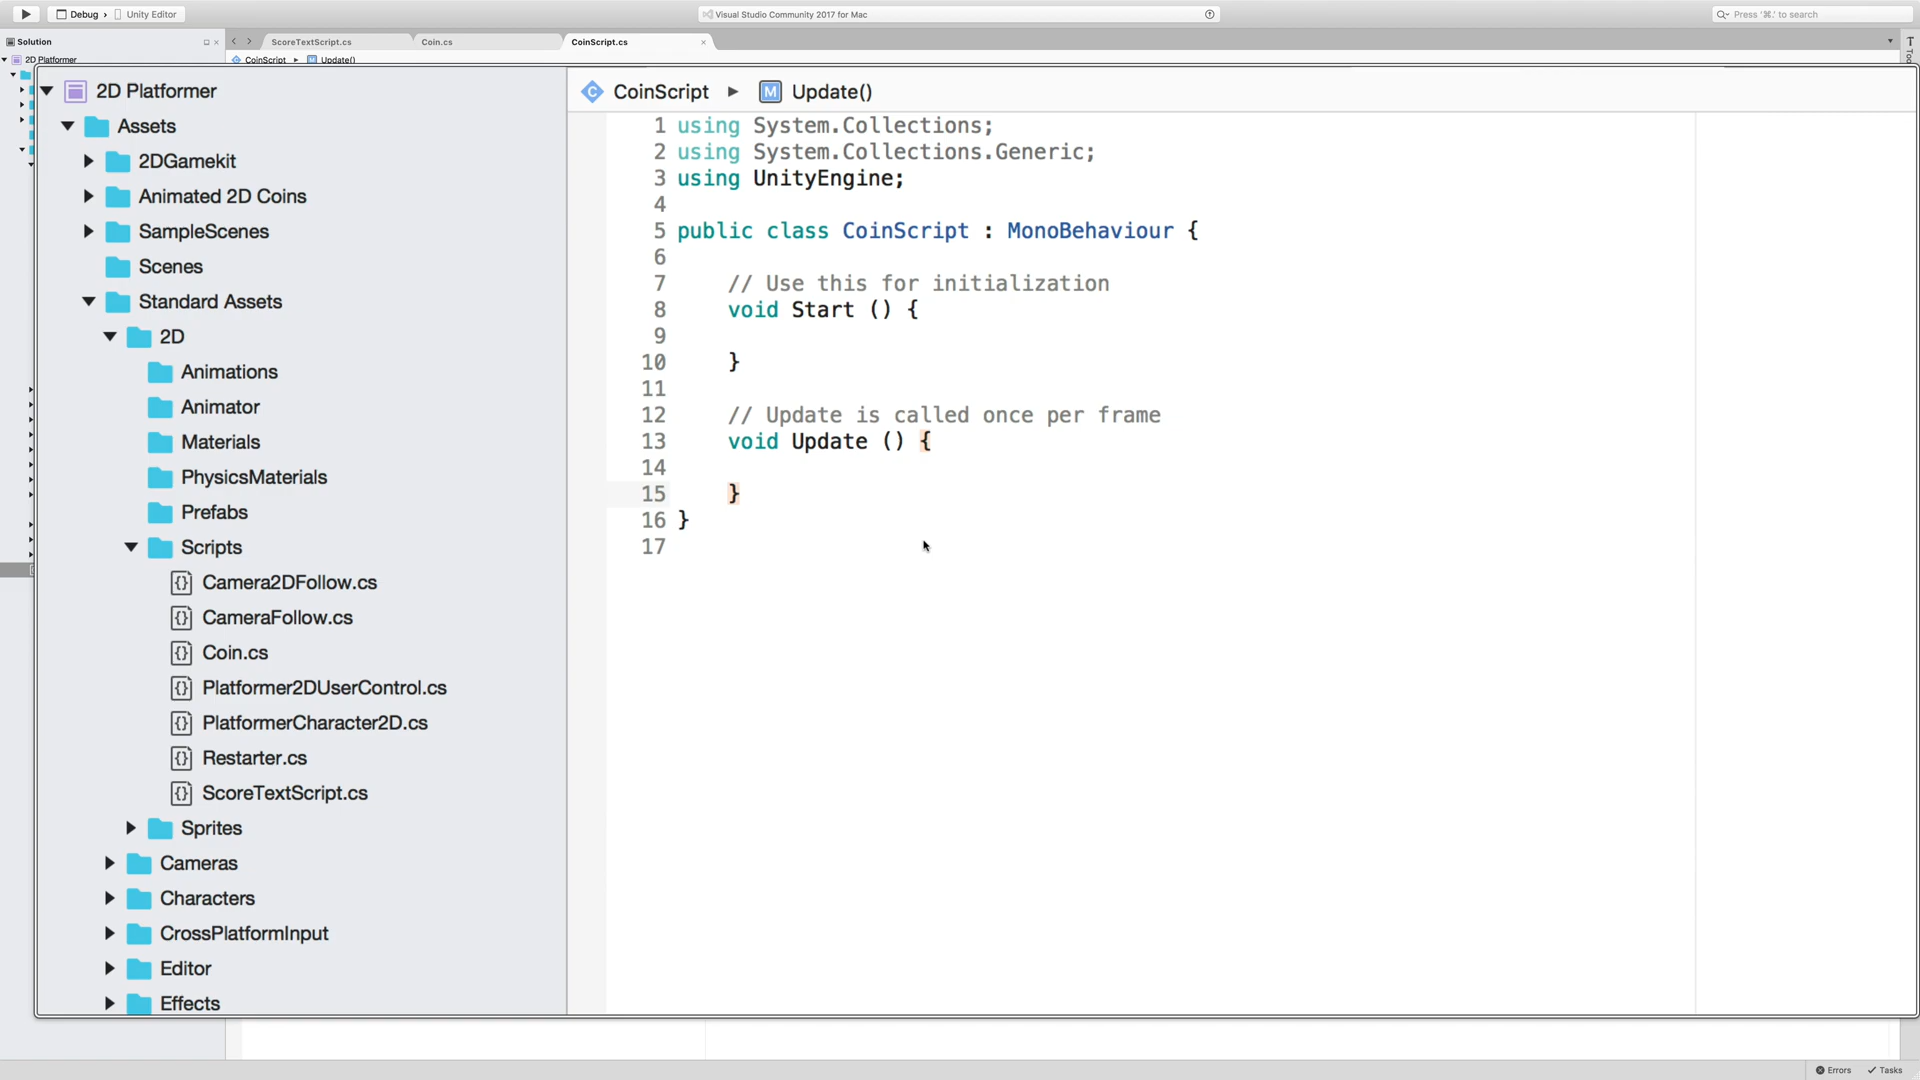 Debug
Unity Editor
Visual Studio Community 2017 for Mac
Press '⌘.' to search
Solution
ScoreTextScript.cs
Coin.cs
CoinScript.cs
2D Platformer
CoinScript
Update()
2D Platformer
Assets
2DGamekit
Animated 2D Coins
SampleScenes
Scenes
Standard Assets
2D
Animations
Animator
Materials
PhysicsMaterials
Prefabs
Scripts
Camera2DFollow.cs
CameraFollow.cs
Coin.cs
Platformer2DUserControl.cs
PlatformerCharacter2D.cs
Restarter.cs
ScoreTextScript.cs
Sprites
Cameras
Characters
CrossPlatformInput
Editor
Effects
CoinScript ▶ M Update()
1 using System.Collections;
2 using System.Collections.Generic;
3 using UnityEngine;
4
5 public class CoinScript : MonoBehaviour {
6
7 // Use this for initialization
8 void Start () {
9
10 }
11
12 // Update is called once per frame
13 void Update () {
14
15 }
16 }
17
Errors
Tasks